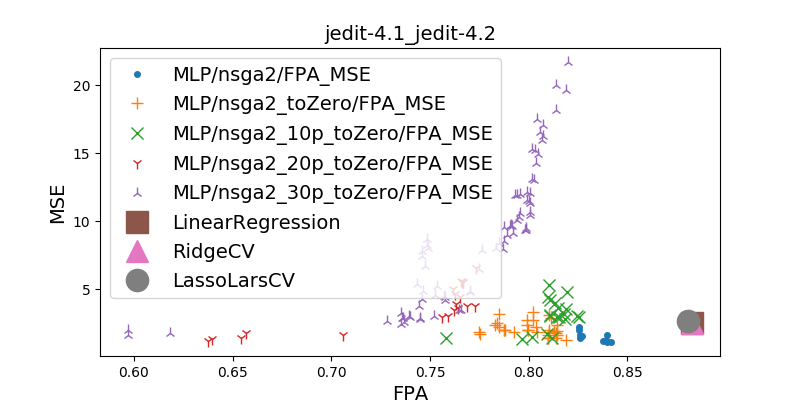 jedit-4.1_jedit-4.2
MLP/nsga2/FPA_MSE
MLP/nsga2_toZero/FPA_MSE
MLP/nsga2_10p_toZero/FPA_MSE
MLP/nsga2_20p_toZero/FPA_MSE
MLP/nsga2_30p_toZero/FPA_MSE
LinearRegression
RidgeCV
LassoLarsCV
MSE
20
15
10
5
0.60 0.65 0.70 0.75 0.80 0.85
FPA